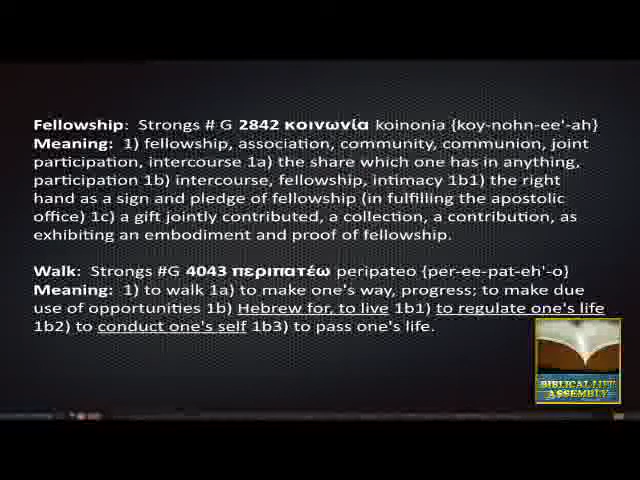 Fellowship: Strongs # G 2842 κοινωνία koinonia {koy-nohn-ee'-ah}
Meaning: 1) fellowship, association, community, communion, joint
participation, intercourse 1a) the share which one has in anything,
participation 1b) intercourse, fellowship, intimacy 1b1) the right
hand as a sign and pledge of fellowship (in fulfilling the apostolic
office) 1c) a gift jointly contributed, a collection, a contribution, as
exhibiting an embodiment and proof of fellowship.
Walk: Strongs #G 4043 περιπατέω peripateo {per-ee-pat-eh'-o}
Meaning: 1) to walk 1a) to make one's way, progress; to make due
use of opportunities 1b) Hebrew for, to live 1b1) to regulate one's life
1b2) to conduct one's self 1b3) to pass one's life.
BIBLICAL LIFE
ASSEMBLY